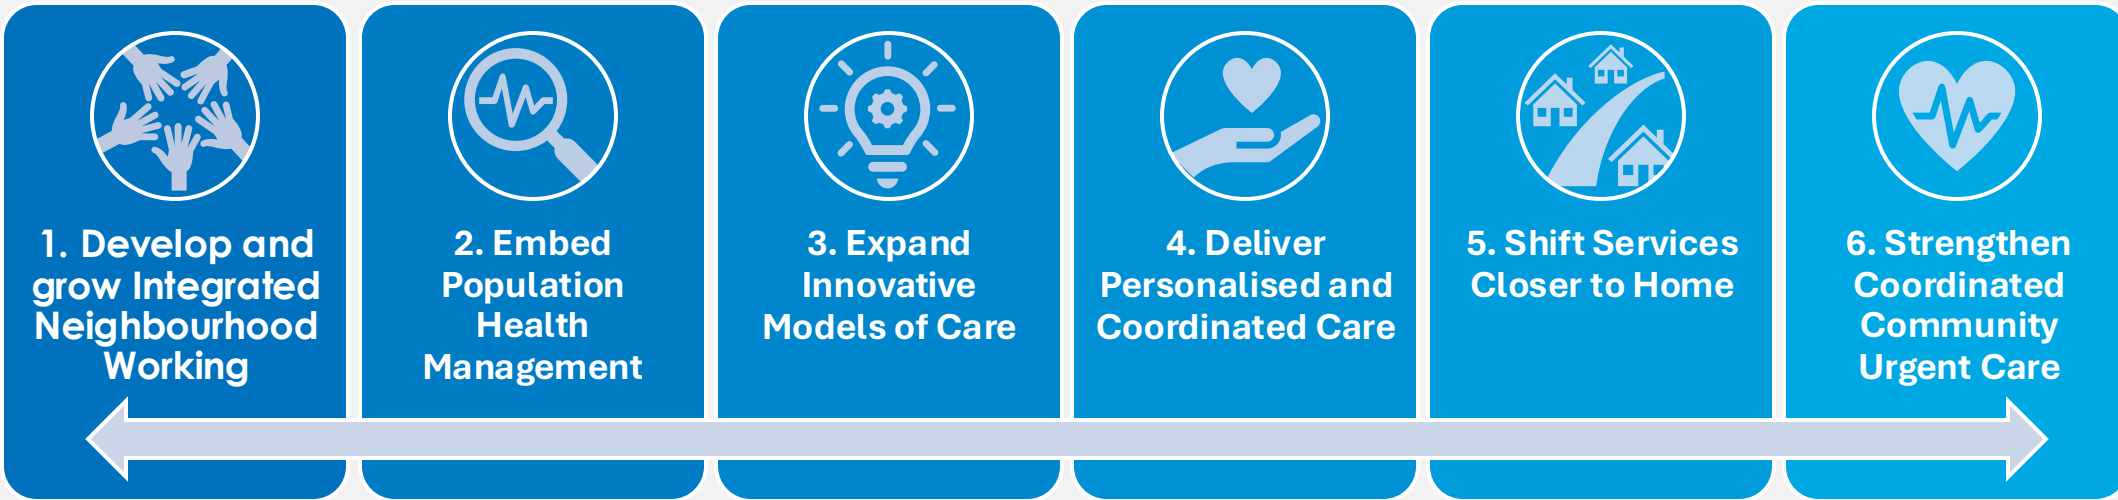 1. Develop and
grow Integrated
Neighbourhood
Working
2. Embed
Population
Health
Management
3. Expand
Innovative
Models of Care
4. Deliver
Personalised and
Coordinated Care
5. Shift Services
Closer to Home
6. Strengthen
Coordinated
Community
Urgent Care